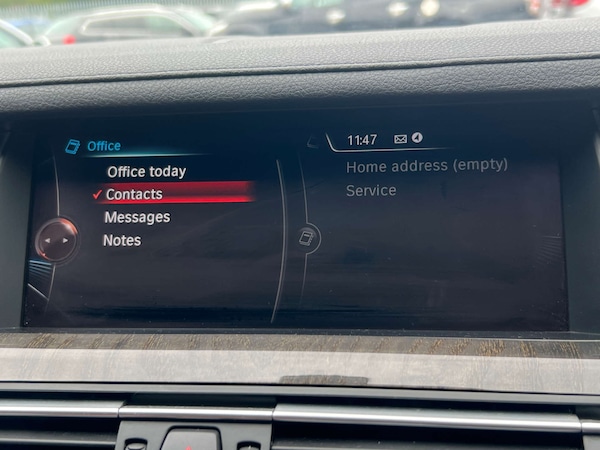 Office
Office today
Contacts
Messages
Notes
11:47
Home address (empty)
Service